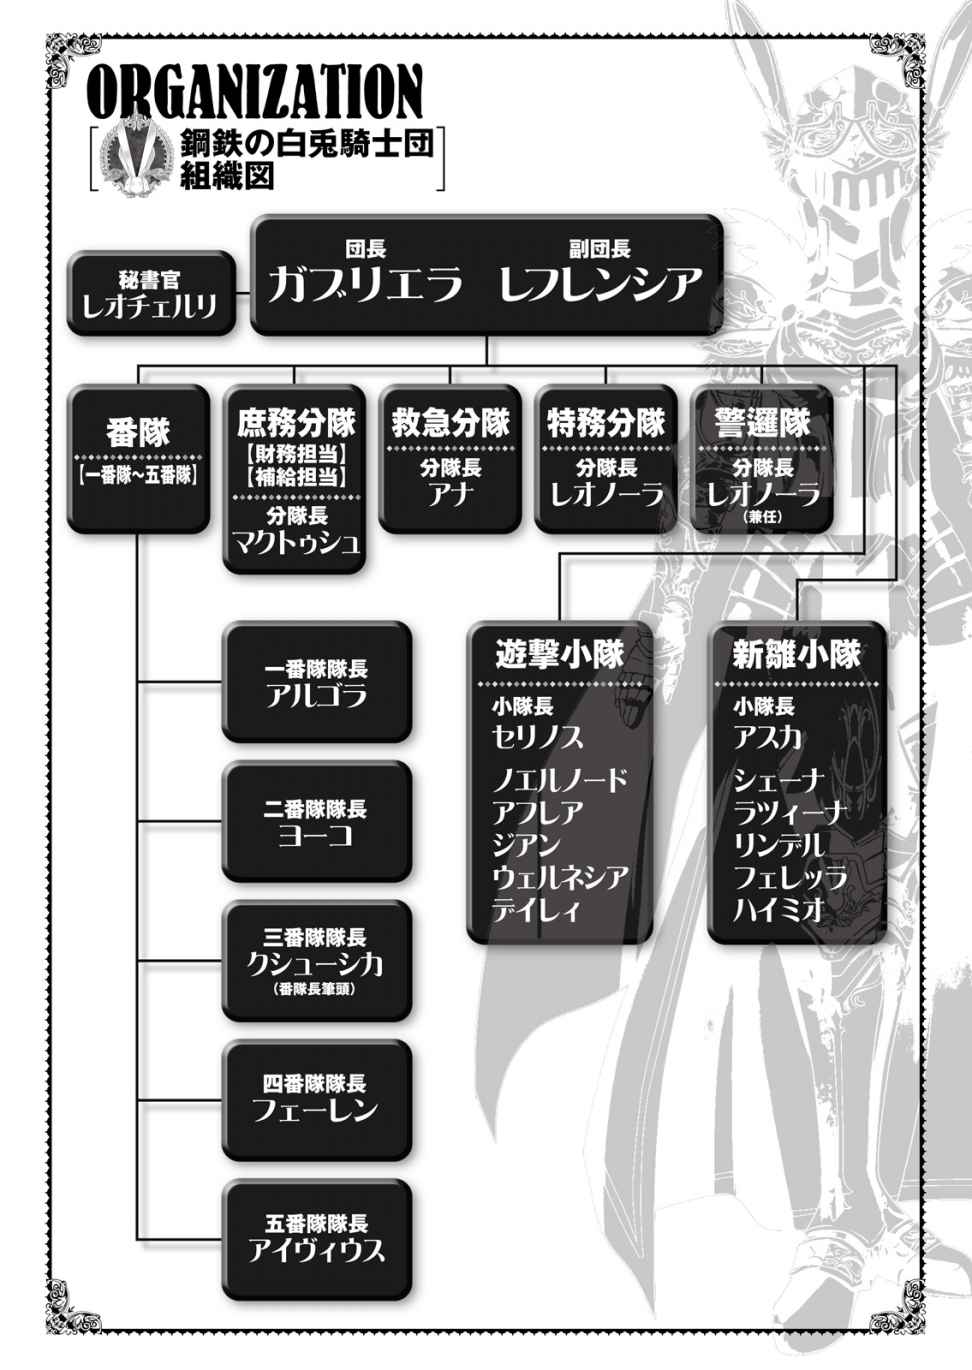 ORGANIZATION
鋼鉄の白兎騎士団
組織図
団長
ガブリエラ
副団長
レフレンシア
秘書官
レオチェルリ
番隊
【一番隊~五番隊】
庶務分隊
【財務担当】
【補給担当】
分隊長
マクトゥシュ
救急分隊
分隊長
アナ
特務分隊
分隊長
レオノーラ
警邏隊
分隊長
レオノーラ
(兼任)
一番隊隊長
アルゴラ
二番隊隊長
ヨーコ
三番隊隊長
クシューシカ
(番隊長筆頭)
四番隊隊長
フェーレン
五番隊隊長
アイヴィウス
遊撃小隊
小隊長
セリノス
ノエルノード
アフレア
ジアン
ウェルネシア
デイレィ
新雛小隊
小隊長
アスカ
シェーナ
ラヴィーナ
リンデル
フェレッラ
ハイミオ